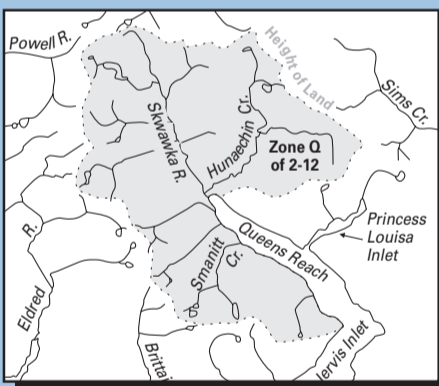 Powell R.
Height of Land
Sims Cr.
Skwawka R.
Hunaechin Cr.
Zone Q
of 2-12
Princess
Louisa
Inlet
Queens Reach
Smanitt
Cr.
R.
Eldred
Brittai
Jervis Inlet